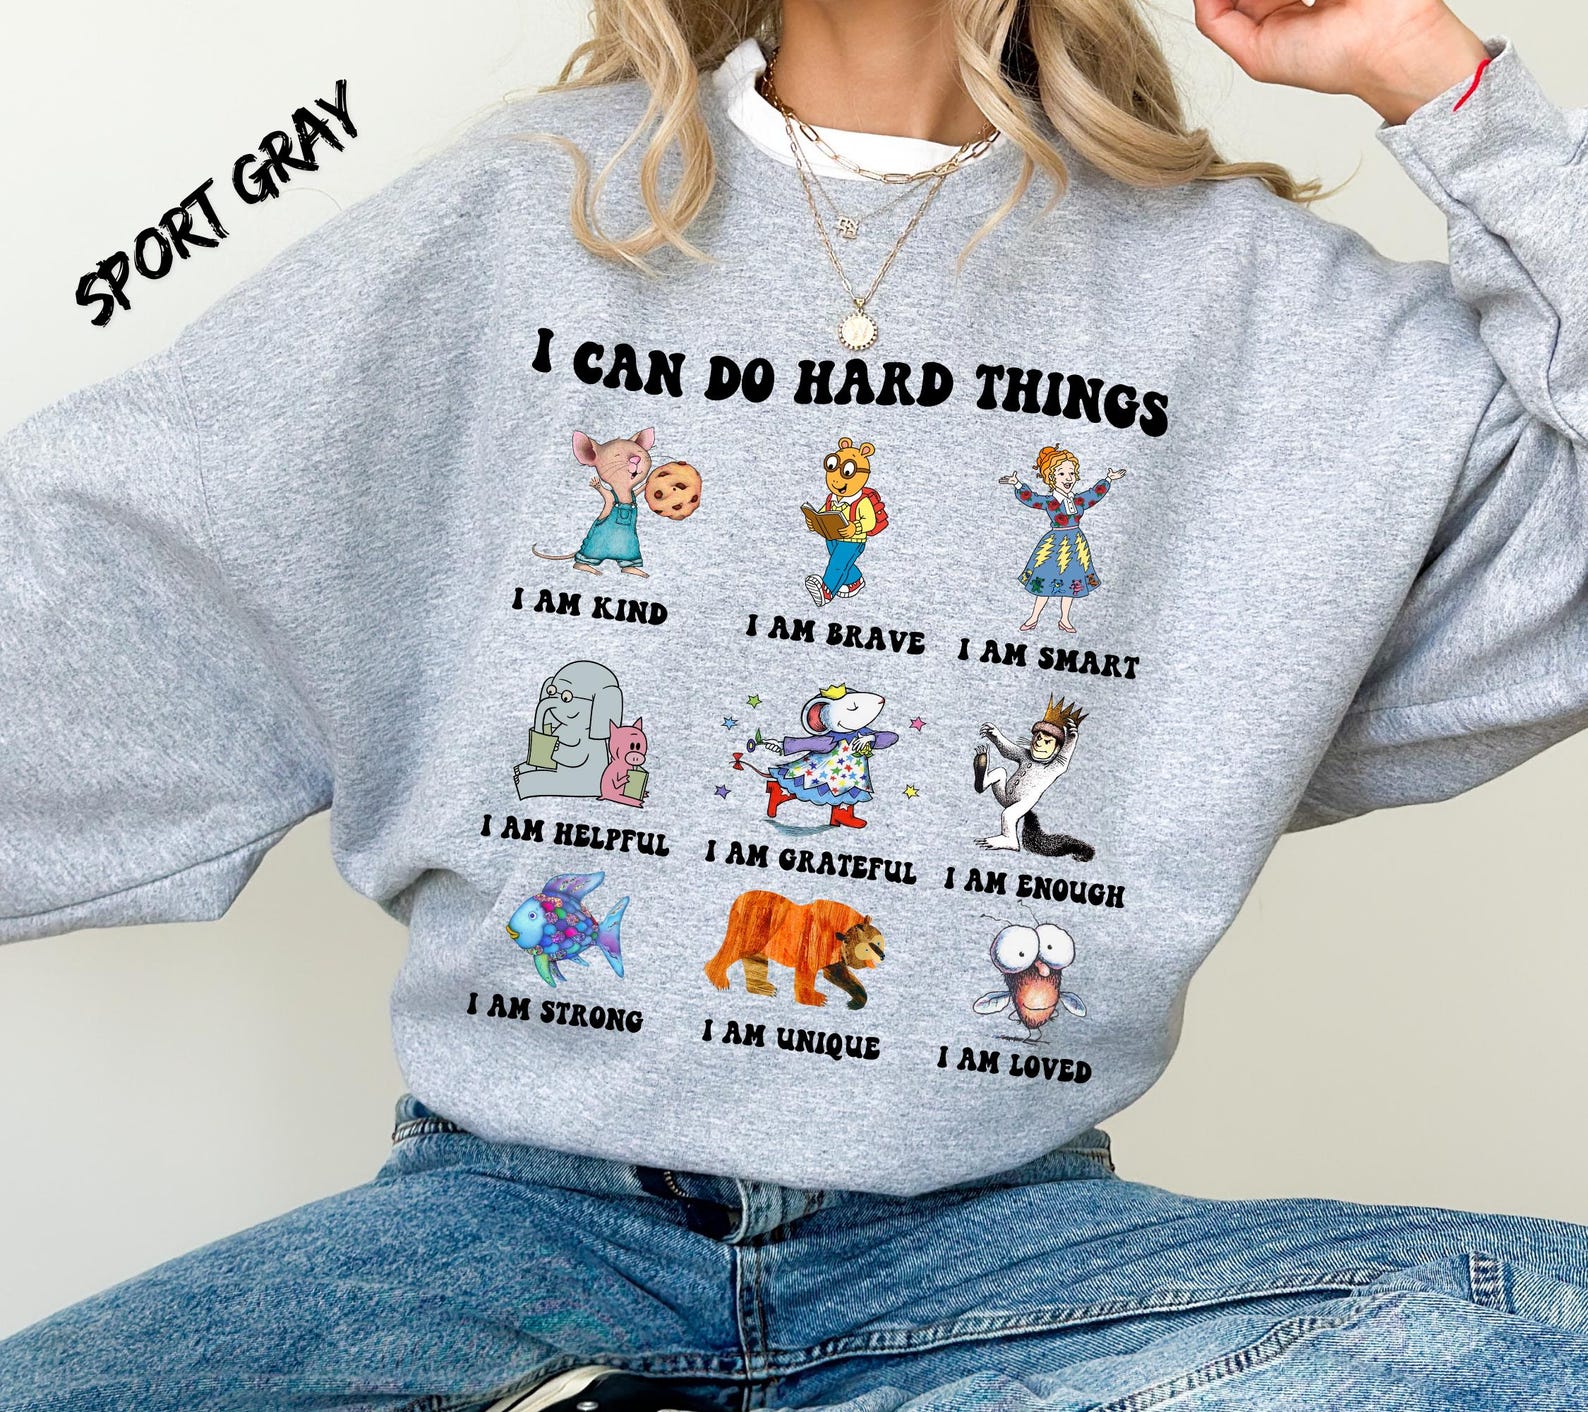 SPORT GRAY
I CAN DO HARD THINGS
I AM KIND
I AM BRAVE
I AM SMART
I AM HELPFUL
I AM GRATEFUL
I AM ENOUGH
I AM STRONG
I AM UNIQUE
I AM LOVED